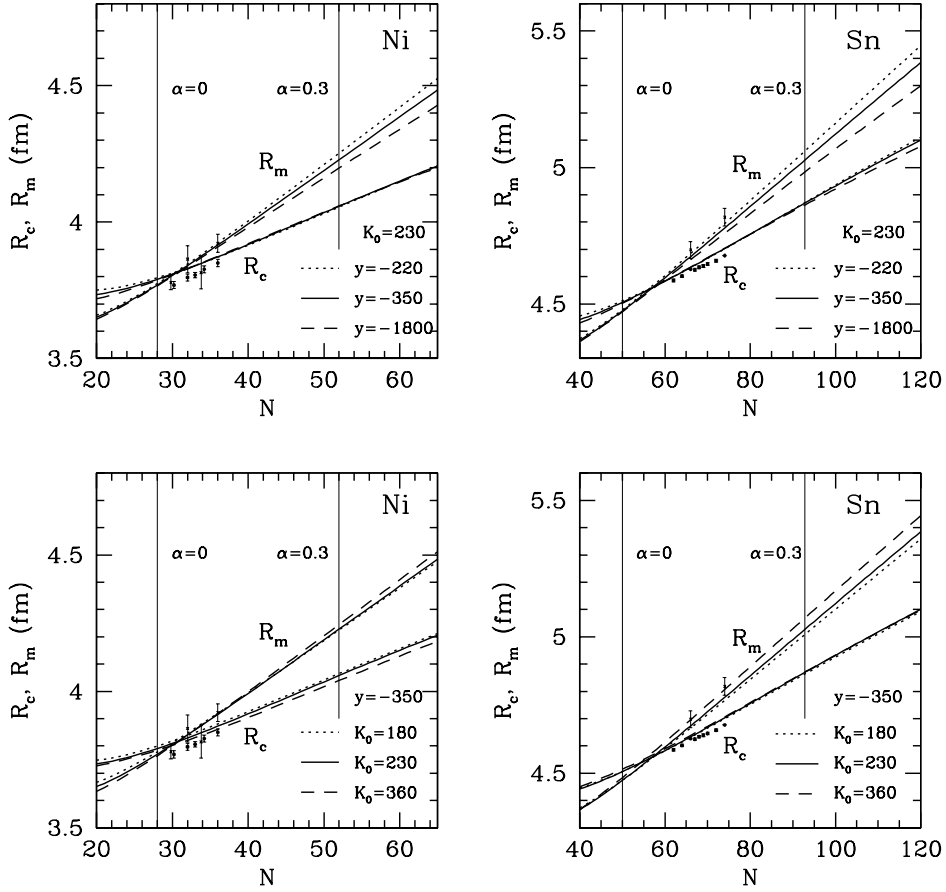 Ni
4.5
α=0
α=0.3
R_m
4
K_0=230
R_c
y=−220
y=−350
y=−1800
3.5
20 30 40 50 60
N
R_c, R_m (fm)
Sn
5.5
α=0
α=0.3
5
R_m
K_0=230
y=−220
R_c
y=−350
4.5
y=−1800
40 60 80 100 120
N
R_c, R_m (fm)
Ni
4.5
α=0
α=0.3
R_m
4
y=−350
R_c
K_0=180
K_0=230
K_0=360
3.5
20 30 40 50 60
N
R_c, R_m (fm)
Sn
5.5
α=0
α=0.3
5
R_m
y=−350
R_c
K_0=180
4.5
K_0=230
K_0=360
40 60 80 100 120
N
R_c, R_m (fm)